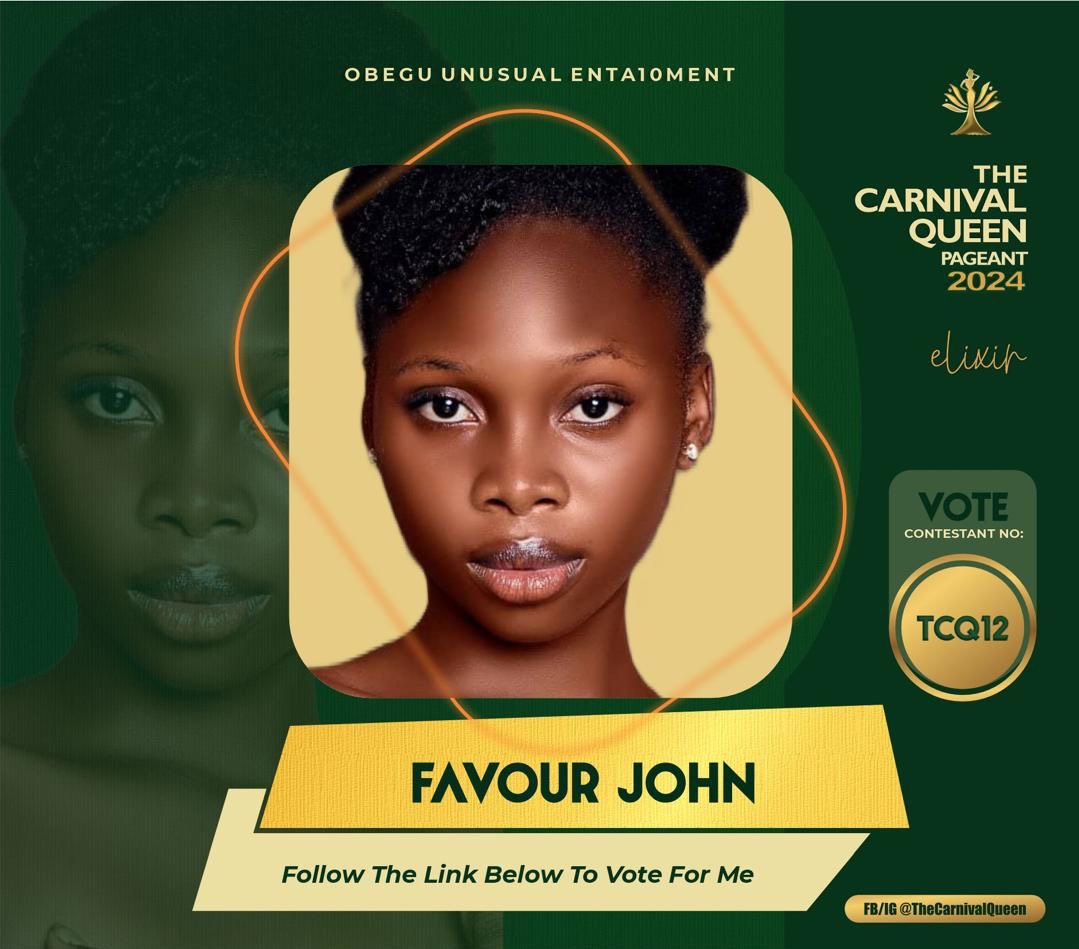 OBEGU UNUSUAL ENTA10MENT
THE
CARNIVAL
QUEEN
PAGEANT
2024
elixir
VOTE
CONTESTANT NO:
TCQ12
FAVOUR JOHN
Follow The Link Below To Vote For Me
FB/IG @TheCarnivalQueen